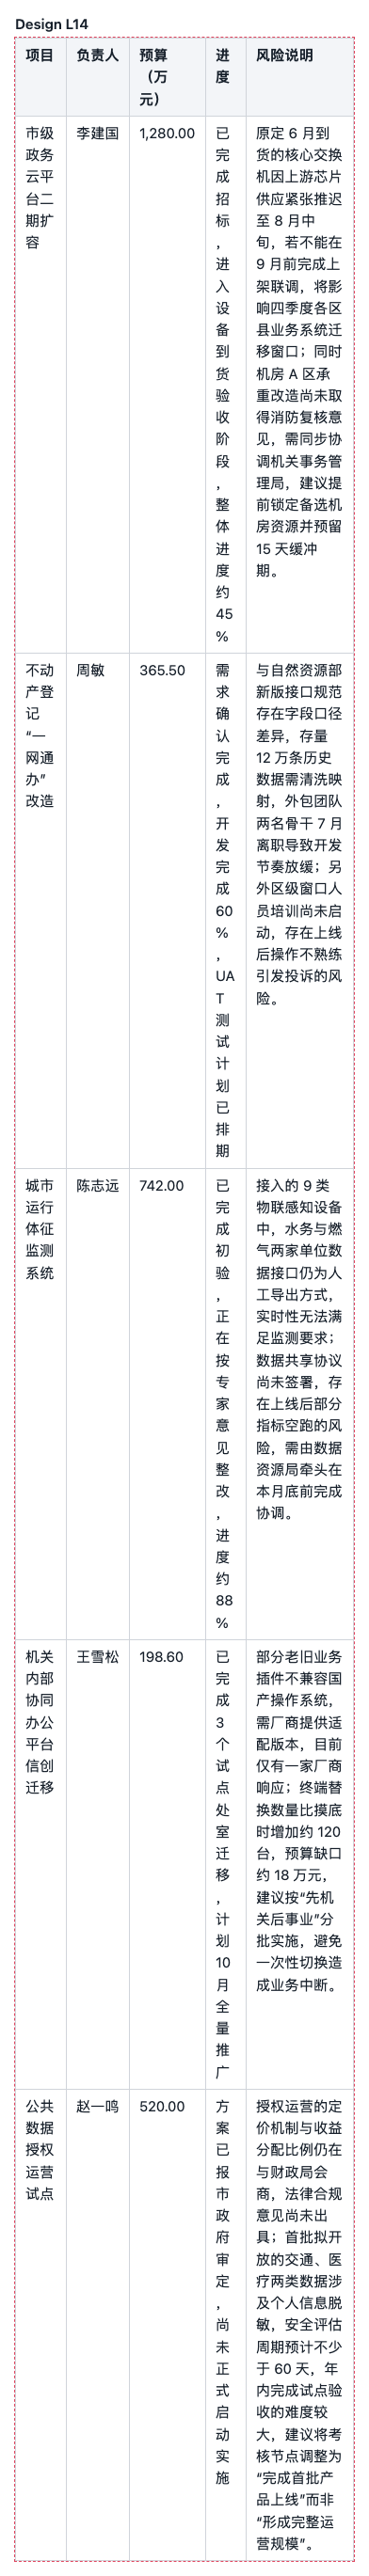 Design L14
项目
负责人
预算
（万
元）
进
度
风险说明
市级
政务
云平
台二
期扩
容
李建国
1,280.00
已
完
成
招
标
，
进
入
设
备
到
货
验
收
阶
段
，
整
体
进
度
约
45
%
原定 6 月到
货的核心交换
机因上游芯片
供应紧张推迟
至 8 月中
旬，若不能在
9 月前完成上
架联调，将影
响四季度各区
县业务系统迁
移窗口；同时
机房 A 区承
重改造尚未取
得消防复核意
见，需同步协
调机关事务管
理局，建议提
前锁定备选机
房资源并预留
15 天缓冲
期。
不动
产登
记
“一
网通
办”
改造
周敏
365.50
需
求
确
认
完
成
，
开
发
完
成
60
%
，
UA
T
测
试
计
划
已
排
期
与自然资源部
新版接口规范
存在字段口径
差异，存量
12 万条历史
数据需清洗映
射，外包团队
两名骨干 7 月
离职导致开发
节奏放缓；另
外区级窗口人
员培训尚未启
动，存在上线
后操作不熟练
引发投诉的风
险。
城市
运行
体征
监测
系统
陈志远
742.00
已
完
成
初
验
，
正
在
按
专
家
意
见
整
改
，
进
度
约
88
%
接入的 9 类
物联感知设备
中，水务与燃
气两家单位数
据接口仍为人
工导出方式，
实时性无法满
足监测要求；
数据共享协议
尚未签署，存
在上线后部分
指标空跑的风
险，需由数据
资源局牵头在
本月底前完成
协调。
机关
内部
协同
办公
平台
信创
迁移
王雪松
198.60
已
完
成
3
个
试
点
处
室
迁
移
，
计
划
10
月
全
量
推
广
部分老旧业务
插件不兼容国
产操作系统，
需厂商提供适
配版本，目前
仅有一家厂商
响应；终端替
换数量比摸底
时增加约 120
台，预算缺口
约 18 万元，
建议按“先机
关后事业”分
批实施，避免
一次性切换造
成业务中断。
公共
数据
授权
运营
试点
赵一鸣
520.00
方
案
已
报
市
政
府
审
定
，
尚
未
正
式
启
动
实
施
授权运营的定
价机制与收益
分配比例仍在
与财政局会
商，法律合规
意见尚未出
具；首批拟开
放的交通、医
疗两类数据涉
及个人信息脱
敏，安全评估
周期预计不少
于 60 天，年
内完成试点验
收的难度较
大，建议将考
核节点调整为
“完成首批产
品上线”而非
“形成完整运
营规模”。